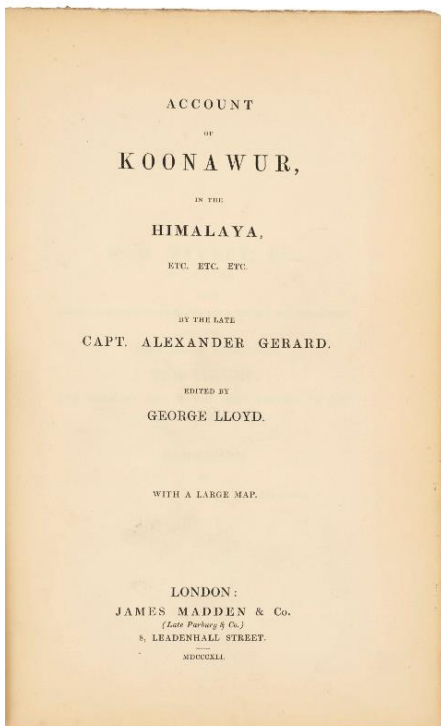 ACCOUNT
OF
KOONAWUR,
IN THE
HIMALAYA,
ETC. ETC. ETC.
BY THE LATE
CAPT. ALEXANDER GERARD.
EDITED BY
GEORGE LLOYD.
WITH A LARGE MAP.
LONDON:
JAMES MADDEN & Co.
(Late Parbury & Co.)
8, LEADENHALL STREET.
MDCCCXLI.